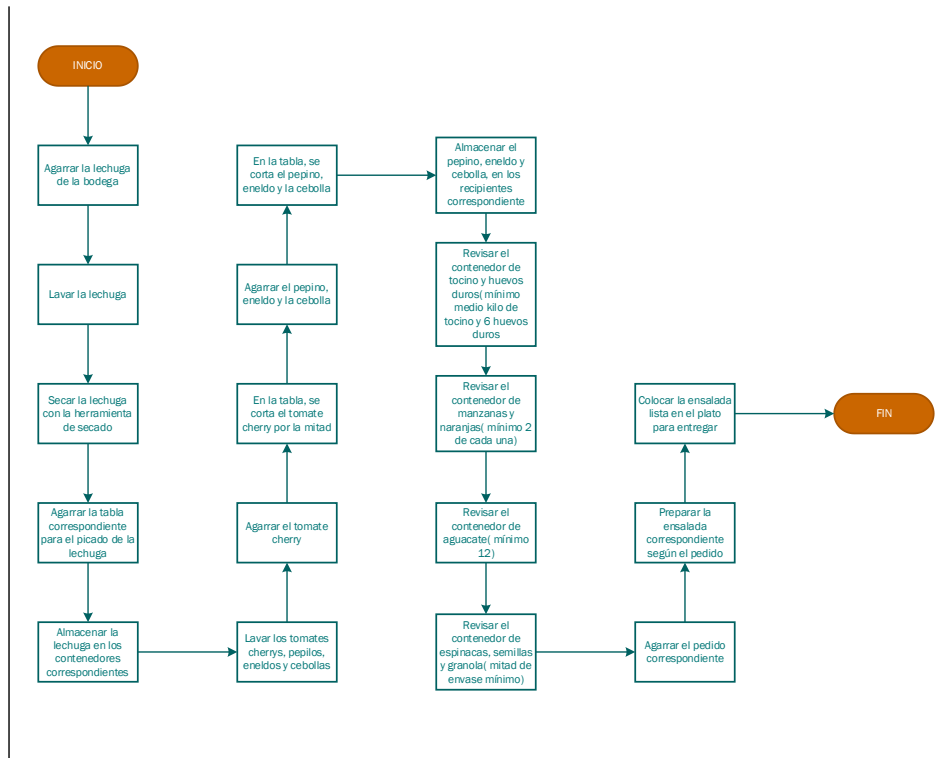 INICIO
Agarrar la lechuga
de la bodega
Lavar la lechuga
Secar la lechuga
con la herramienta
de secado
Agarrar la tabla
correspondiente
para el picado de la
lechuga
Almacenar la
lechuga en los
contenedores
correspondientes
Lavar los tomates
cherrys, pepilos,
eneldos y cebollas
Agarrar el tomate
cherry
En la tabla, se
corta el tomate
cherry por la mitad
Agarrar el pepino,
eneldo y la cebolla
En la tabla, se
corta el pepino,
eneldo y la cebolla
Almacenar el
pepino, eneldo y
cebolla, en los
recipientes
correspondiente
Revisar el
contenedor de
tocino y huevos
duros( mínimo
medio kilo de
tocino y 6 huevos
duros
Revisar el
contenedor de
manzanas y
naranjas( mínimo 2
de cada una)
Revisar el
contenedor de
aguacate( mínimo
12)
Revisar el
contenedor de
espinacas, semillas
y granola( mitad de
envase mínimo)
Agarrar el pedido
correspondiente
Preparar la
ensalada
correspondiente
según el pedido
Colocar la ensalada
lista en el plato
para entregar
FIN